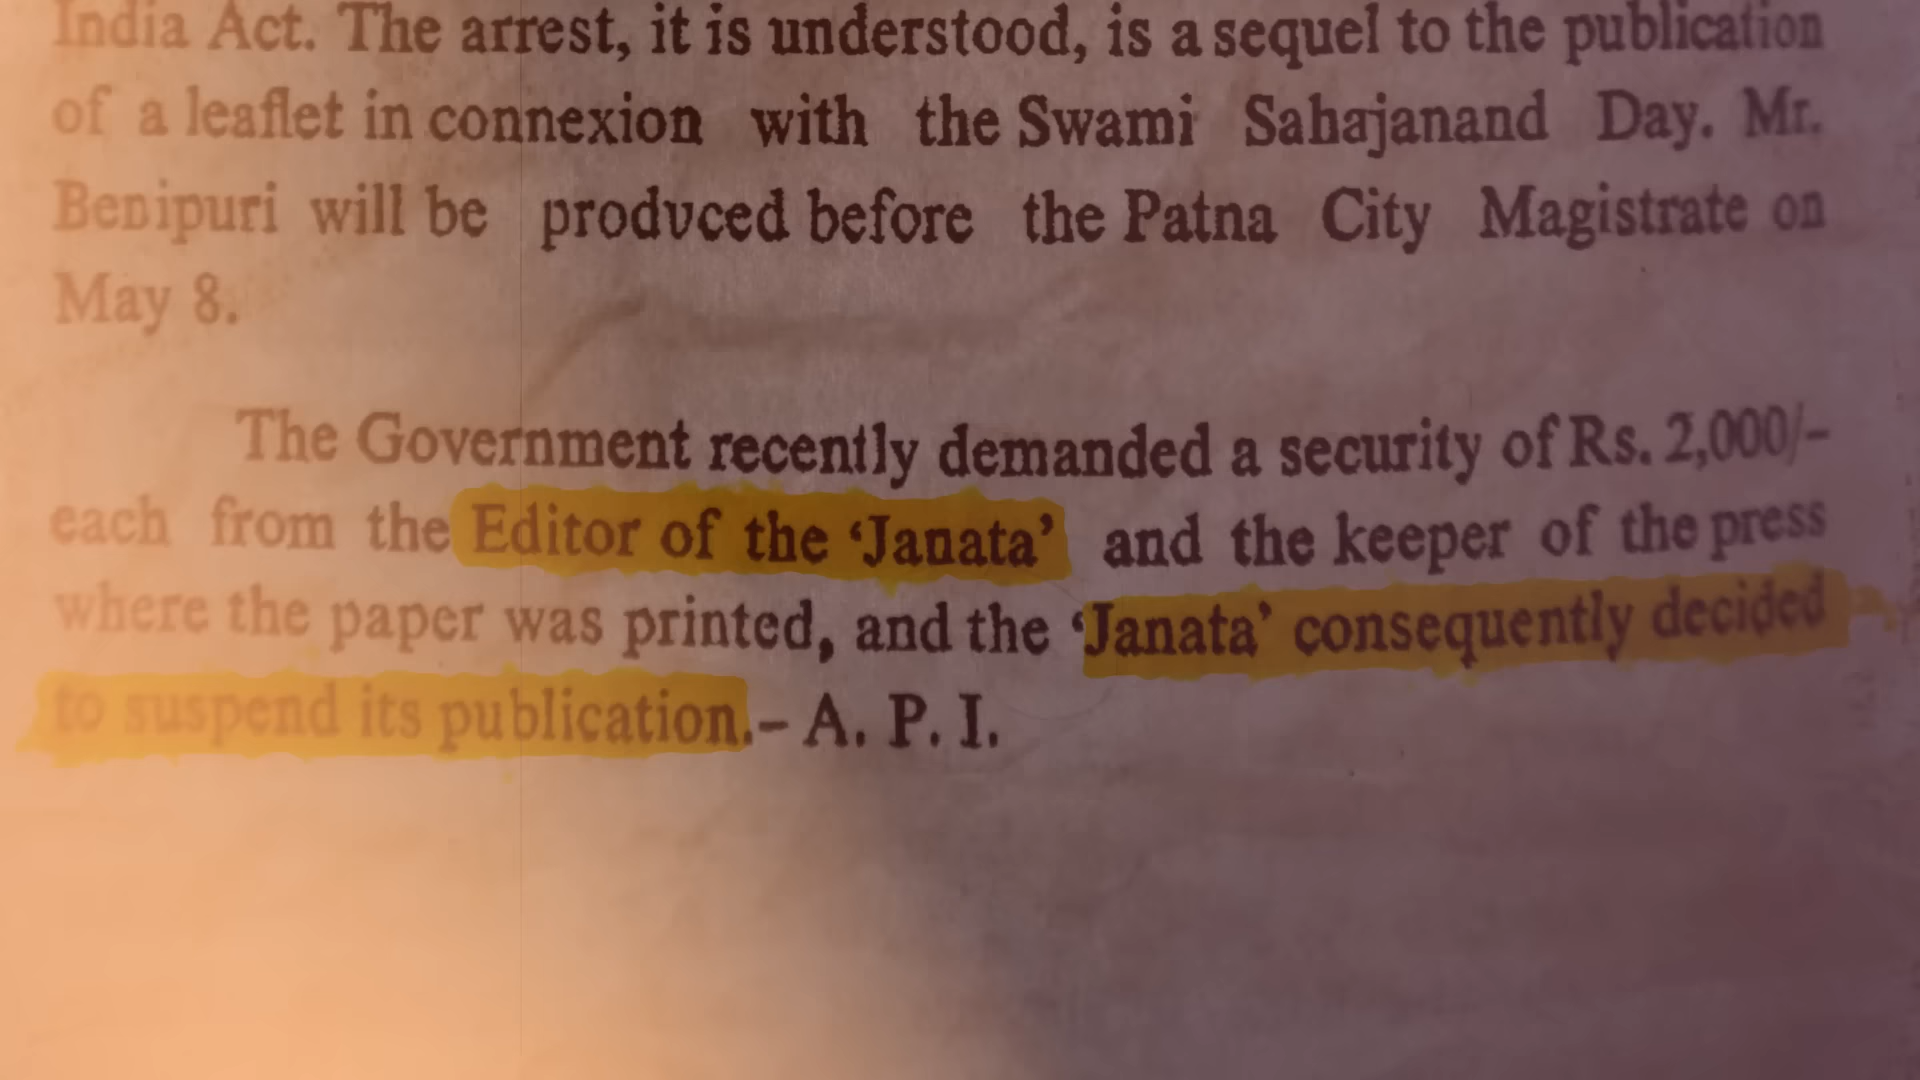 India Act. The arrest, it is understood, is a sequel to the publication
of a leaflet in connexion with the Swami Sahajanand Day. Mr.
Benipuri will be produced before the Patna City Magistrate on
May 8.
The Government recently demanded a security of Rs. 2,000/-
each from the Editor of the ‘Janata’ and the keeper of the press
where the paper was printed, and the ‘Janata’ consequently decided
to suspend its publication.– A. P. I.